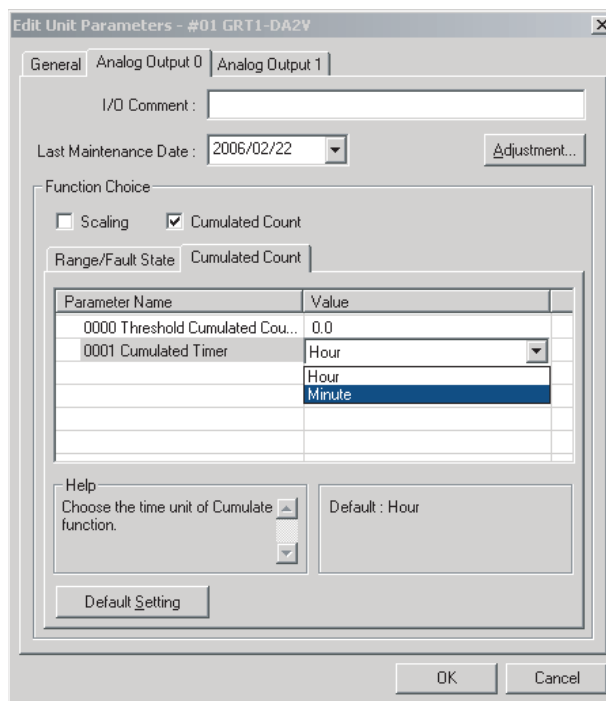 Edit Unit Parameters - #01 GRT1-DA2V
General Analog Output 0 Analog Output 1
I/O Comment :
Last Maintenance Date : 2006/02/22 Adjustment...
Function Choice
Scaling Cumulated Count
Range/Fault State Cumulated Count
Parameter Name Value
0000 Threshold Cumulated Cou... 0.0
0001 Cumulated Timer Hour
Hour
Minute
Help
Choose the time unit of Cumulate
function.
Default : Hour
Default Setting
OK Cancel